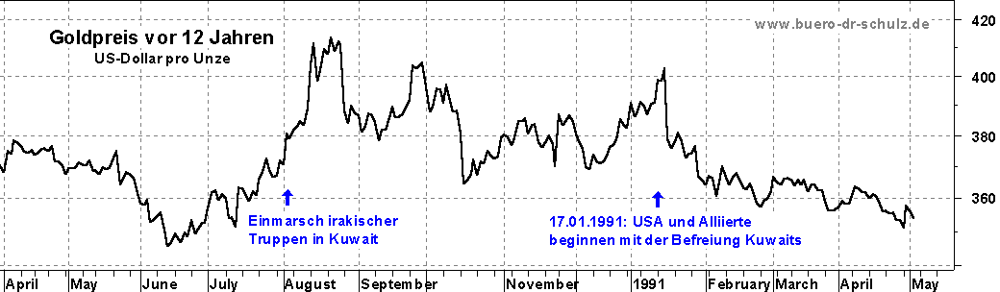 www.buero-dr-schulz.de
Goldpreis vor 12 Jahren
US-Dollar pro Unze
420
400
380
360
Einmarsch irakischer
Truppen in Kuwait
17.01.1991: USA und Alliierte
beginnen mit der Befreiung Kuwaits
April May June July August September November 1991 February March April May